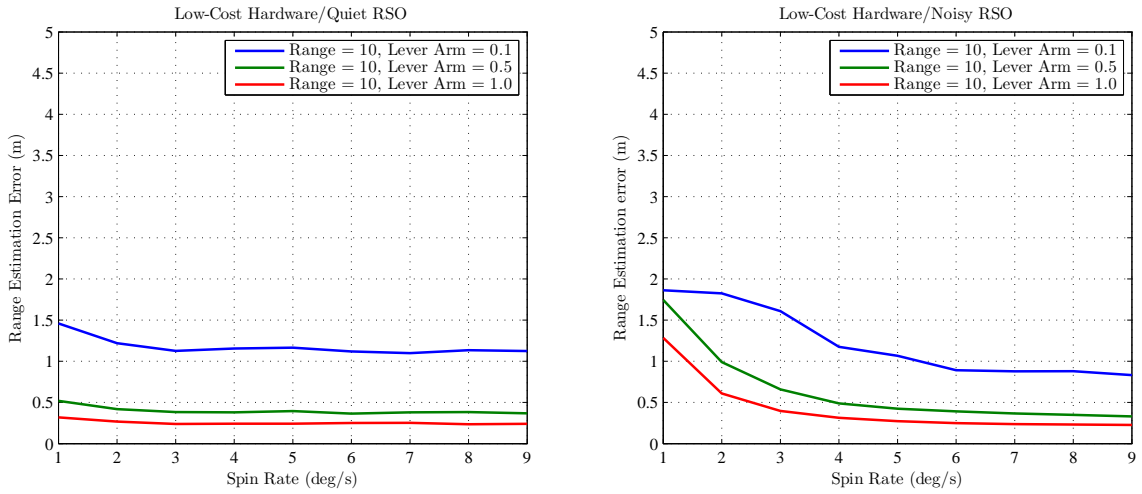 Low-Cost Hardware/Quiet RSO
Range = 10, Lever Arm = 0.1
Range = 10, Lever Arm = 0.5
Range = 10, Lever Arm = 1.0
Range Estimation Error (m)
5
4.5
4
3.5
3
2.5
2
1.5
1
0.5
0
1 2 3 4 5 6 7 8 9
Spin Rate (deg/s)
Low-Cost Hardware/Noisy RSO
Range = 10, Lever Arm = 0.1
Range = 10, Lever Arm = 0.5
Range = 10, Lever Arm = 1.0
Range Estimation error (m)
5
4.5
4
3.5
3
2.5
2
1.5
1
0.5
0
1 2 3 4 5 6 7 8 9
Spin Rate (deg/s)